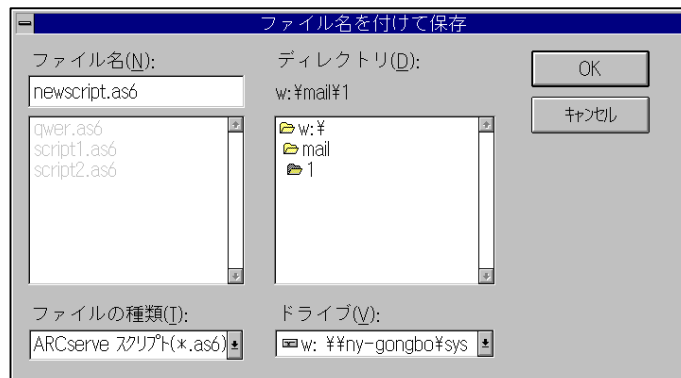 ファイル名を付けて保存
ファイル名(N):
newscript.as6
qwer.as6
script1.as6
script2.as6
ファイルの種類(T):
ARCserve スクリプト(*.as6)
ディレクトリ(D):
w:¥mail¥1
w:¥
mail
1
ドライブ(V):
w: ¥¥ny-gongbo¥sys
OK
キャンセル